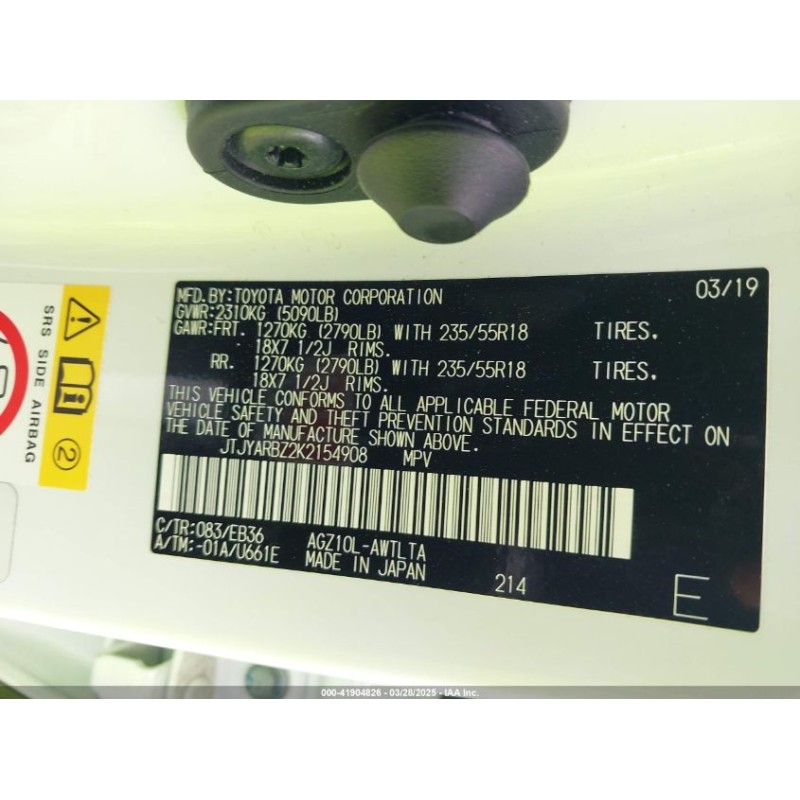 MFD.BY:TOYOTA MOTOR CORPORATION 03/19
GVWR:2310KG (5090LB)
GAWR:FRT. 1270KG (2790LB) WITH 235/55R18 TIRES.
18X7 1/2J RIMS.
RR. 1270KG (2790LB) WITH 235/55R18 TIRES.
18X7 1/2J RIMS.
THIS VEHICLE CONFORMS TO ALL APPLICABLE FEDERAL MOTOR
VEHICLE SAFETY AND THEFT PREVENTION STANDARDS IN EFFECT ON
THE DATE OF MANUFACTURE SHOWN ABOVE.
JTJYARBZ2K2154908 MPV
C/TR:083/EB36 AGZ10L-AWTLTA
A/TM:-01A/U661E MADE IN JAPAN
214
E
SRS SIDE AIRBAG
2
000-41904826 - 03/28/2025 - IAA Inc.